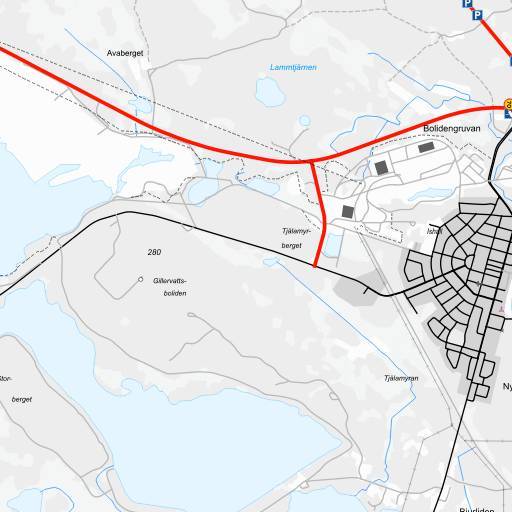 Avaberget
Lammtjärnen
Bolidengruvan
Tjälamyr-
berget
Ishall
280
Gillervatts-
boliden
Stor-
berget
Tjälamyran
Ny
Bjurliden